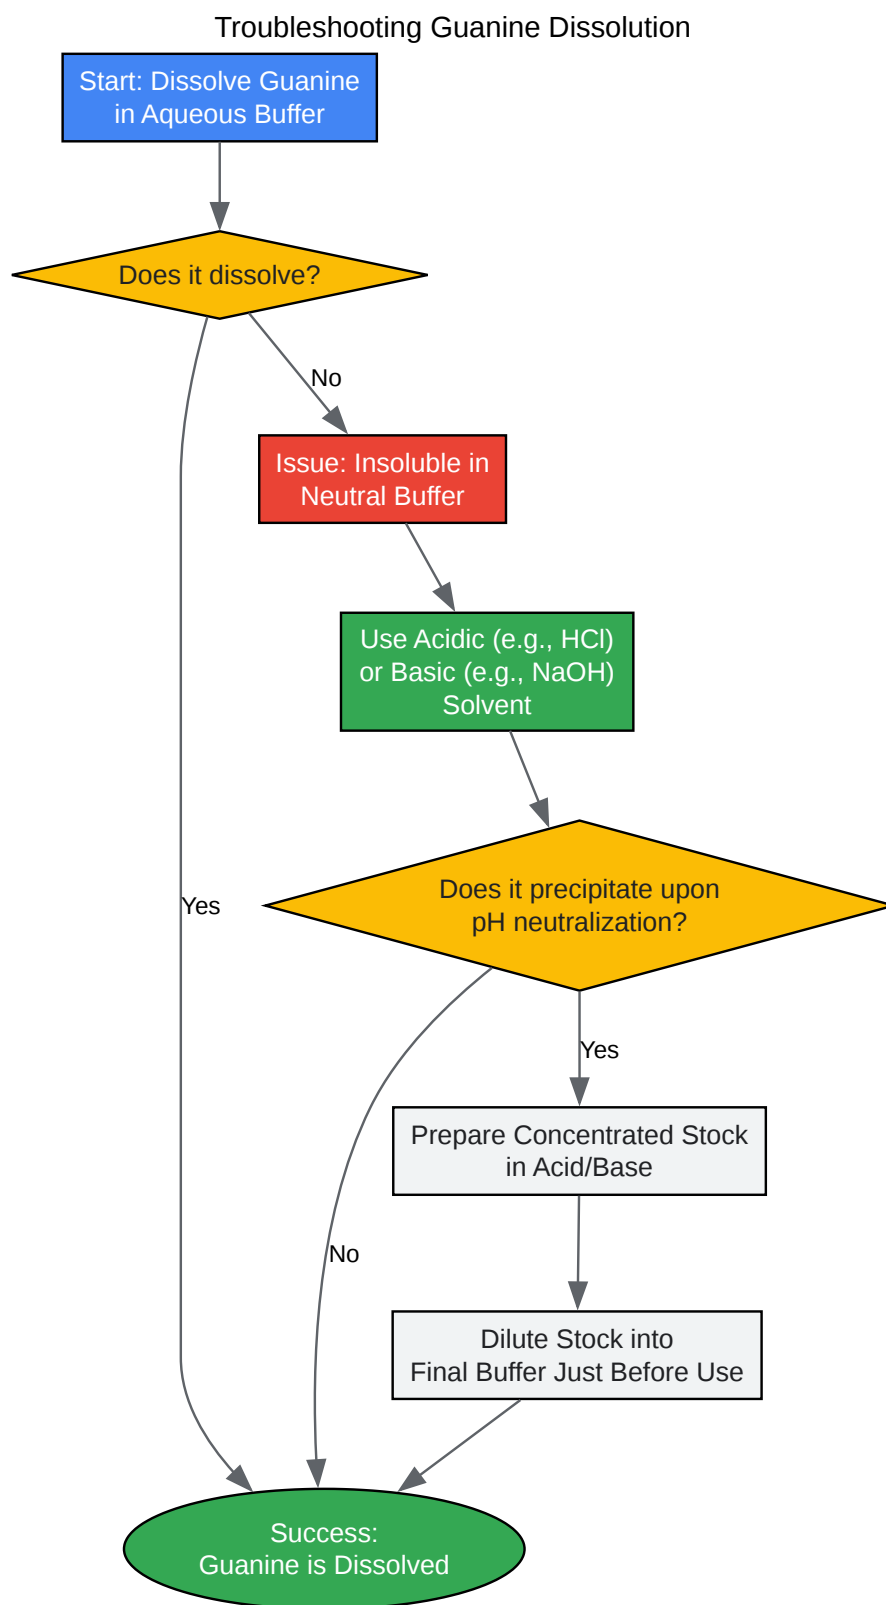 Troubleshooting Guanine Dissolution
Start: Dissolve Guanine
in Aqueous Buffer
Does it dissolve?
No
Issue: Insoluble in
Neutral Buffer
Use Acidic (e.g., HCl)
or Basic (e.g., NaOH)
Solvent
Does it precipitate upon
pH neutralization?
Yes
Yes
Prepare Concentrated Stock
in Acid/Base
No
Dilute Stock into
Final Buffer Just Before Use
Success:
Guanine is Dissolved